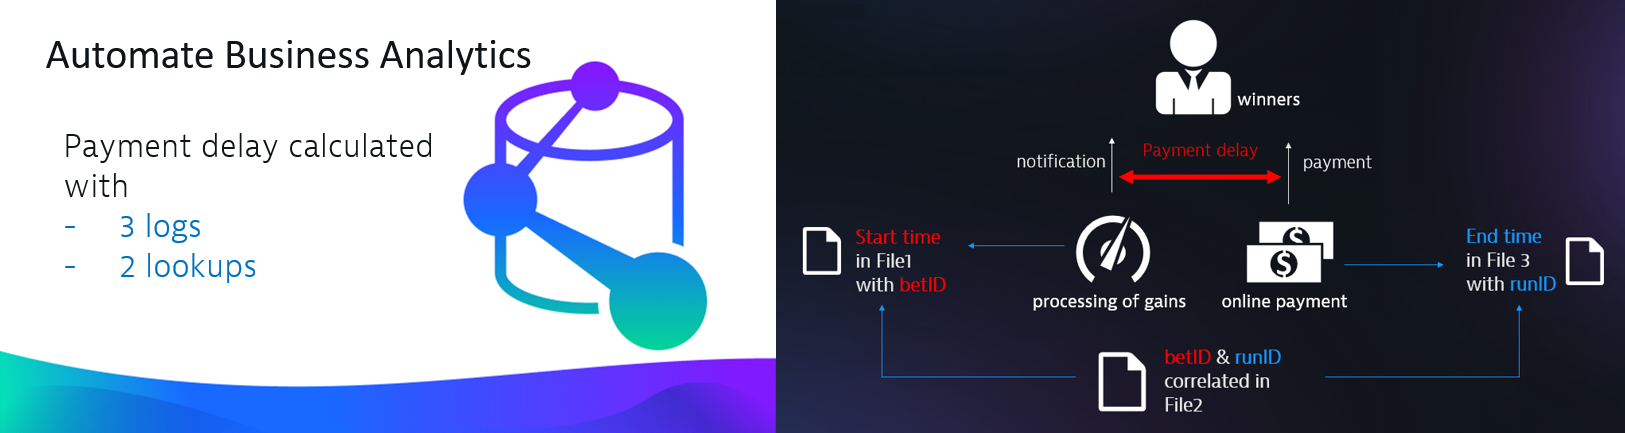 Automate Business Analytics
Payment delay calculated
with
- 3 logs
- 2 lookups
winners
notification
Payment delay
payment
Start time
in File1
with betID
processing of gains
online payment
End time
in File 3
with runID
betID & runID
correlated in
File2